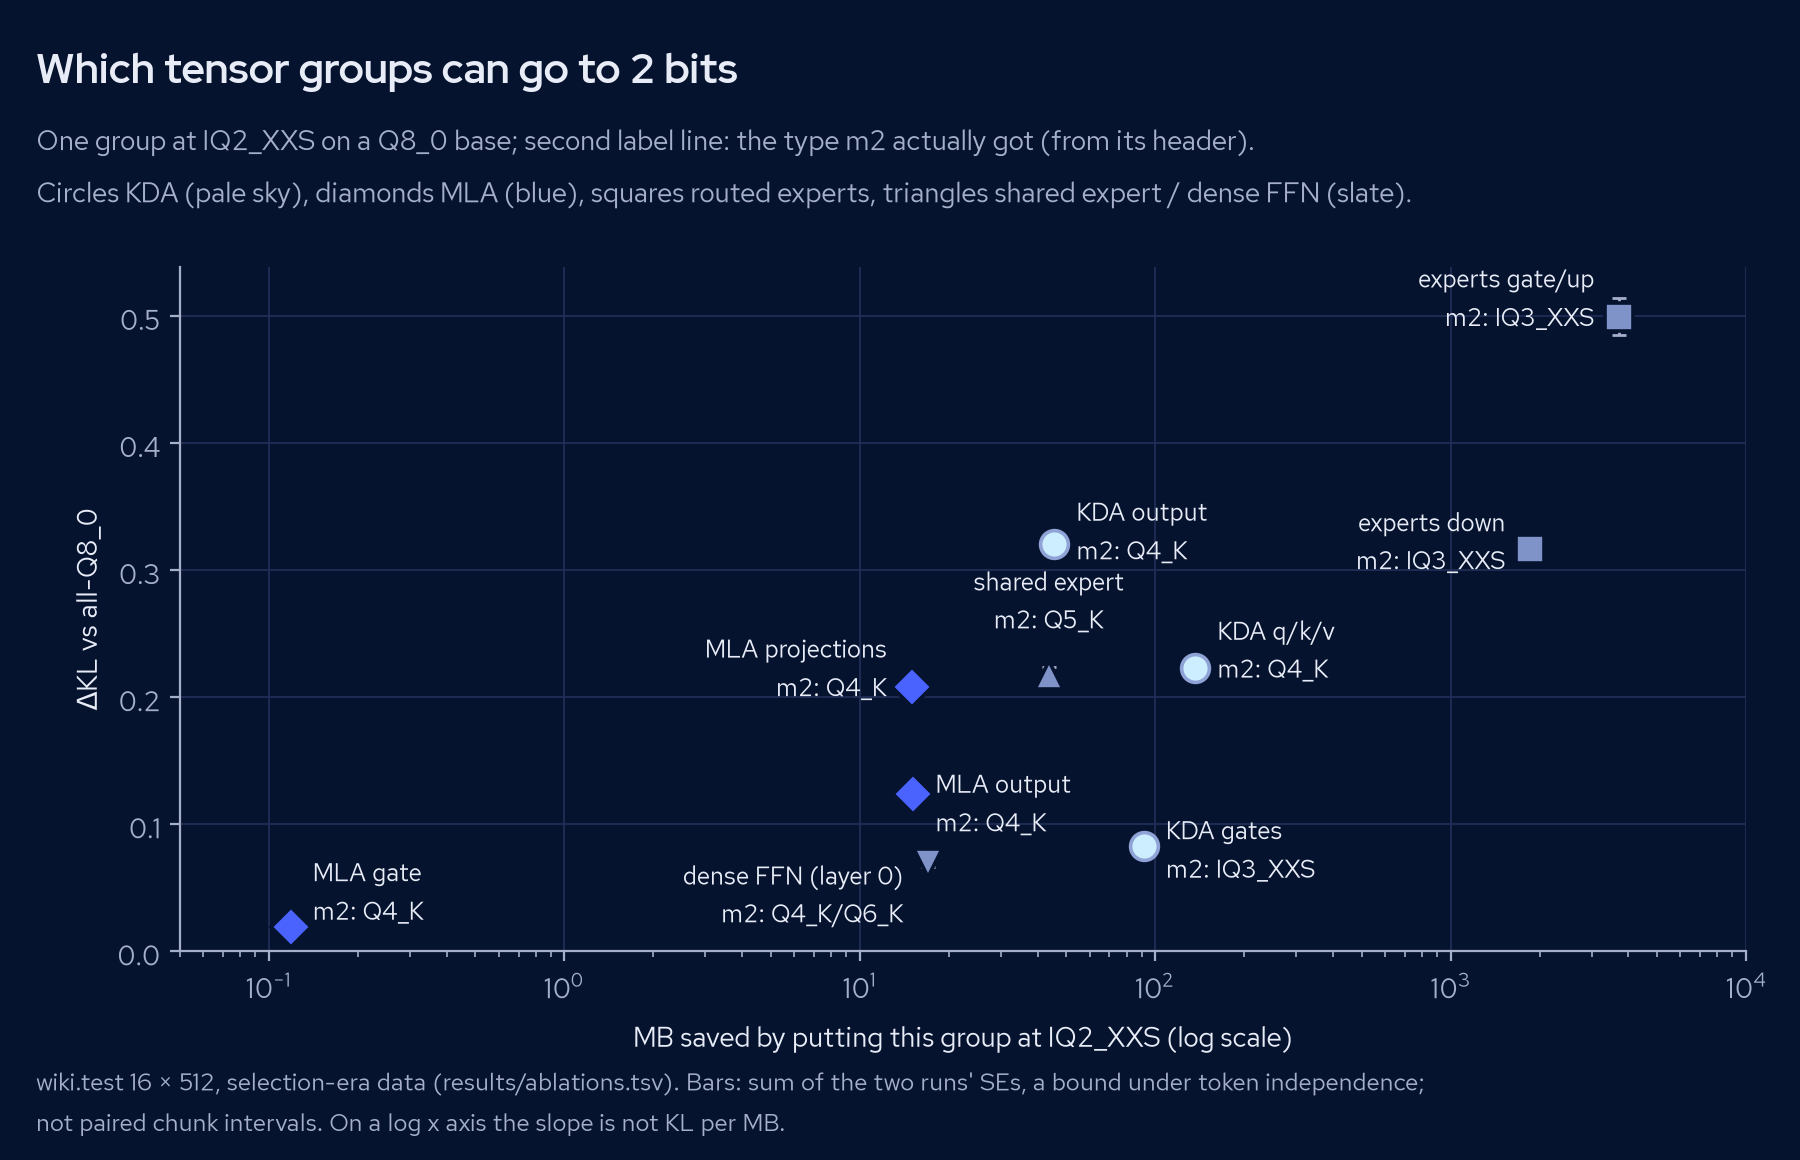 Which tensor groups can go to 2 bits
One group at IQ2_XXS on a Q8_0 base; second label line: the type m2 actually got (from its header).
Circles KDA (pale sky), diamonds MLA (blue), squares routed experts, triangles shared expert / dense FFN (slate).
experts gate/up
m2: IQ3_XXS
0.5
0.4
KDA output
m2: Q4_K
experts down
m2: IQ3_XXS
0.3
shared expert
m2: Q5_K
KDA q/k/v
m2: Q4_K
MLA projections
m2: Q4_K
0.2
MLA output
m2: Q4_K
0.1
KDA gates
m2: IQ3_XXS
MLA gate
m2: Q4_K
dense FFN (layer 0)
m2: Q4_K/Q6_K
0.0
ΔKL vs all-Q8_0
10⁻¹ 10⁰ 10¹ 10² 10³ 10⁴
MB saved by putting this group at IQ2_XXS (log scale)
wiki.test 16 × 512, selection-era data (results/ablations.tsv). Bars: sum of the two runs' SEs, a bound under token independence;
not paired chunk intervals. On a log x axis the slope is not KL per MB.